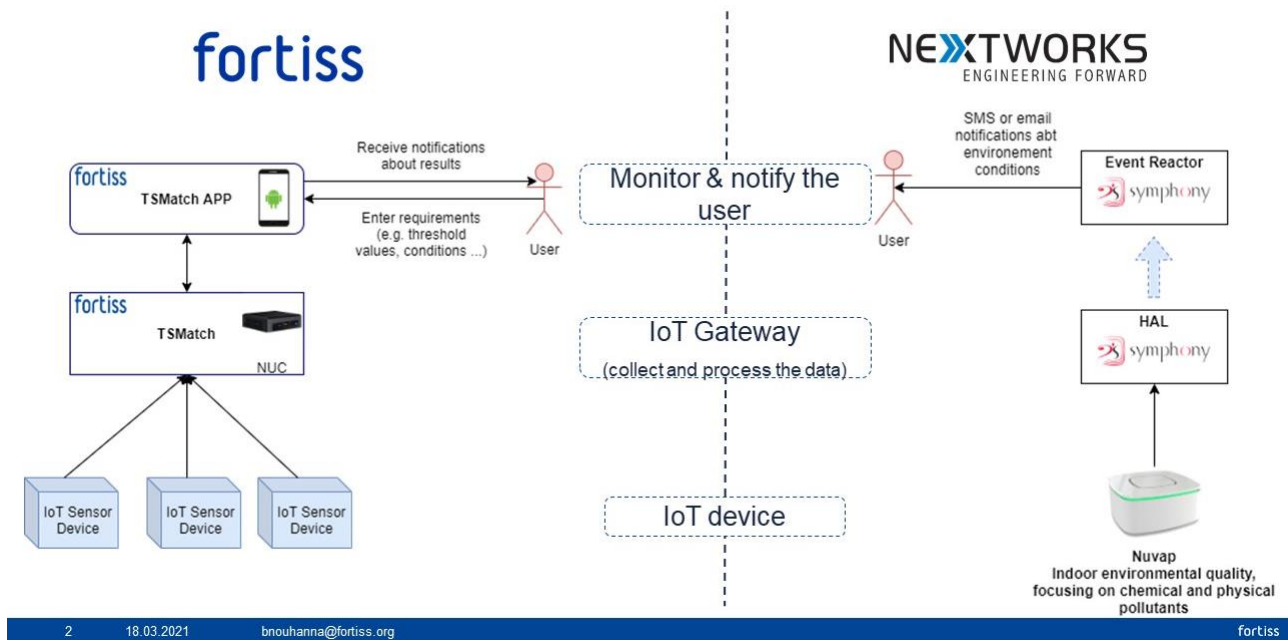 fortiss
NEXTWORKS
ENGINEERING FORWARD
fortiss
TSMatch APP
Receive notifications
about results
Enter requirements
(e.g. threshold
values, conditions ...)
User
Monitor & notify the
user
SMS or email
notifications abt
environement
conditions
User
Event Reactor
symphony
fortiss
TSMatch
NUC
IoT Gateway
(collect and process the data)
HAL
symphony
IoT Sensor
Device
IoT Sensor
Device
IoT Sensor
Device
IoT device
Nuvap
Indoor environmental quality,
focusing on chemical and physical
pollutants
2 18.03.2021 bnouhanna@fortiss.org fortiss